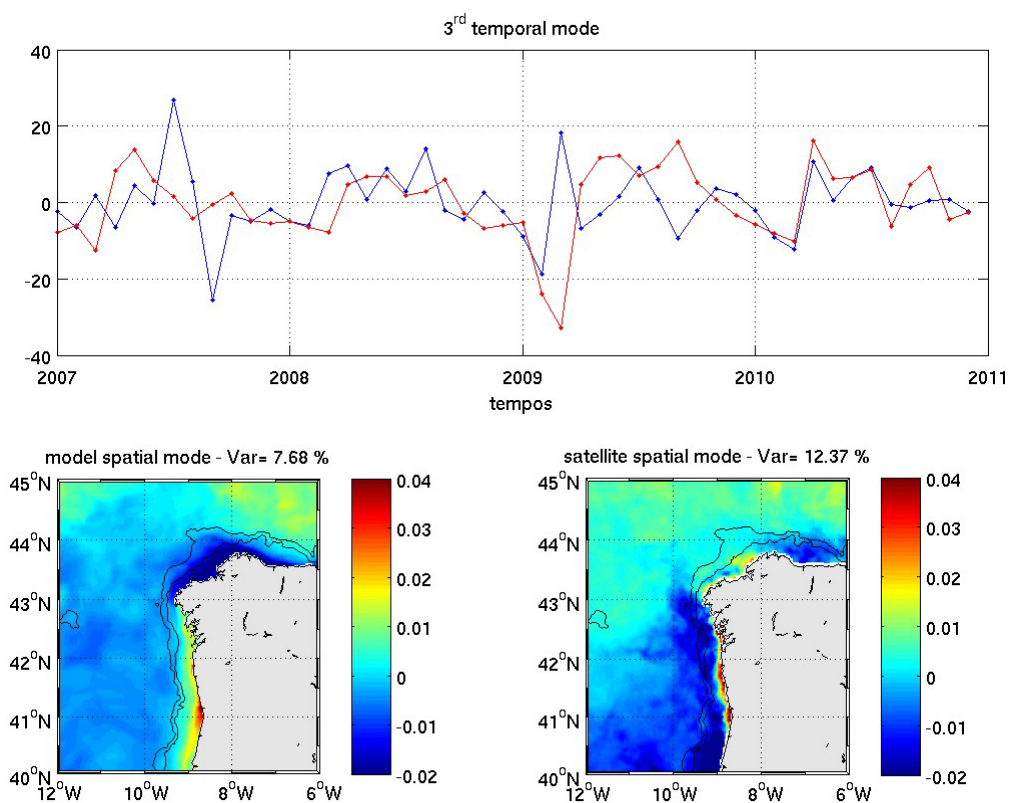 3rd temporal mode
40
20
0
-20
-40
2007 2008 2009 2010 2011
tempos
model spatial mode - Var= 7.68 %
45°N
44°N
43°N
42°N
41°N
40°N
12°W 10°W 8°W 6°W
0.04
0.03
0.02
0.01
0
-0.01
-0.02
satellite spatial mode - Var= 12.37 %
45°N
44°N
43°N
42°N
41°N
40°N
12°W 10°W 8°W 6°W
0.04
0.03
0.02
0.01
0
-0.01
-0.02